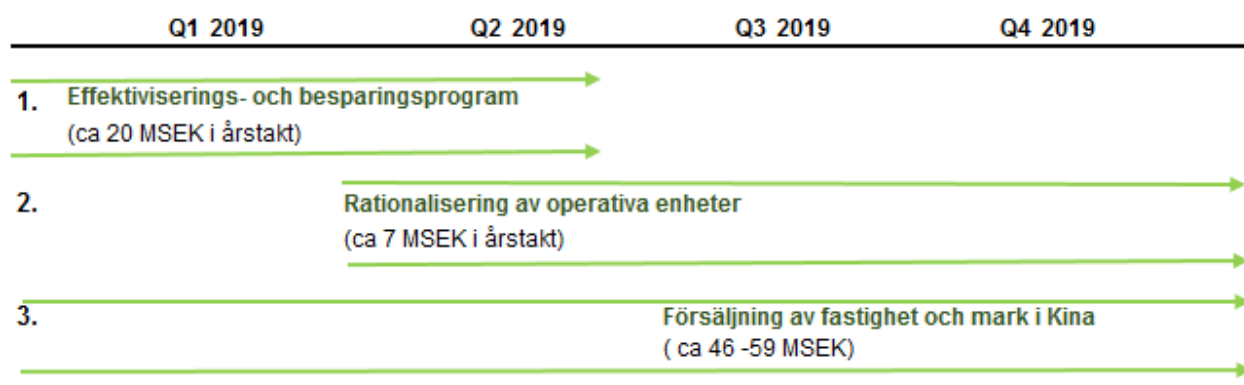 Q1 2019 Q2 2019 Q3 2019 Q4 2019
1. Effektiviserings- och besparingsprogram
(ca 20 MSEK i årstakt)
2. Rationalisering av operativa enheter
(ca 7 MSEK i årstakt)
3. Försäljning av fastighet och mark i Kina
( ca 46 -59 MSEK)